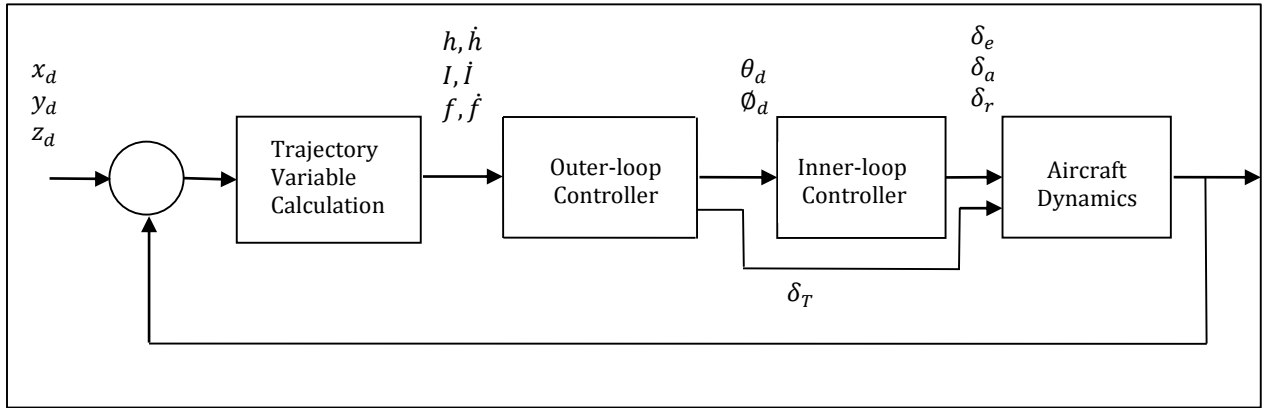 x_d
y_d
z_d
h, ḣ
I, İ
f, ḟ
θ_d
∅_d
δ_e
δ_a
δ_r
Trajectory
Variable
Calculation
Outer-loop
Controller
Inner-loop
Controller
Aircraft
Dynamics
δ_T